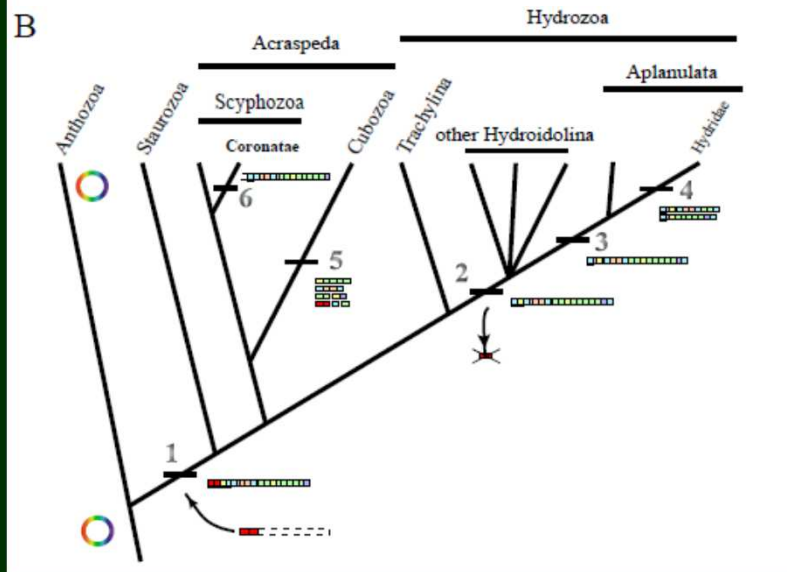 B
Hydrozoa
Acraspeda
Aplanulata
Scyphozoa
Anthozoa
Staurozoa
Coronatae
Cubozoa
Trachylina
other Hydroidolina
Hydridae
6
4
3
5
2
1